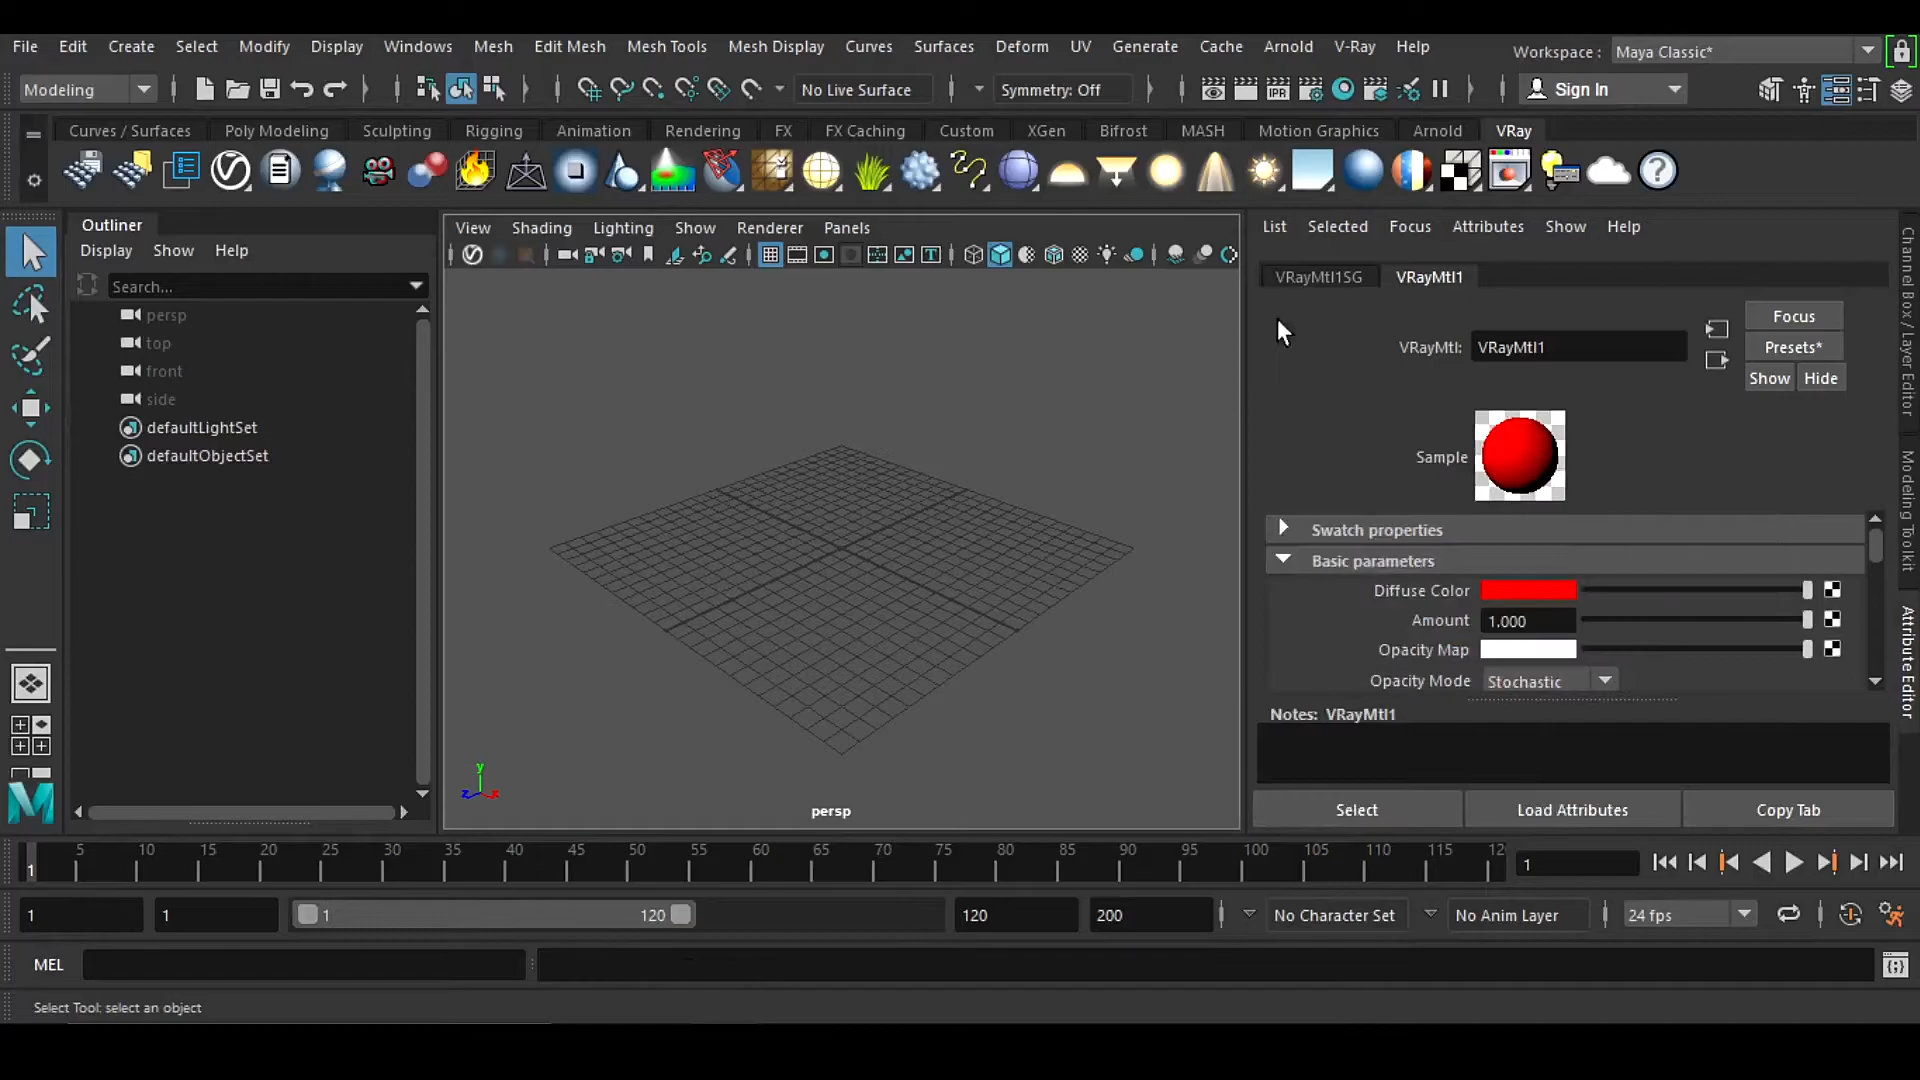 File Edit Create Select Modify Display Windows Mesh Edit Mesh Mesh Tools Mesh Display Curves Surfaces Deform UV Generate Cache Arnold V-Ray Help Workspace : Maya Classic*
Modeling No Live Surface Symmetry: Off IPR Sign In
Curves / Surfaces Poly Modeling Sculpting Rigging Animation Rendering FX FX Caching Custom XGen Bifrost MASH Motion Graphics Arnold VRay
Outliner
Display Show Help
Search...
persp
top
front
side
defaultLightSet
defaultObjectSet
View Shading Lighting Show Renderer Panels
y
z x
persp
List Selected Focus Attributes Show Help
VRayMtl1SG VRayMtl1
VRayMtl: VRayMtl1
Focus
Presets*
Show Hide
Sample
Swatch properties
Basic parameters
Diffuse Color
Amount 1.000
Opacity Map
Opacity Mode Stochastic
Notes: VRayMtl1
Select Load Attributes Copy Tab
Channel Box / Layer Editor
Modeling Toolkit
Attribute Editor
5 10 15 20 25 30 35 40 45 50 55 60 65 70 75 80 85 90 95 100 105 110 115 12
1 1
1 1 1 120 120 200 No Character Set No Anim Layer 24 fps
MEL
Select Tool: select an object